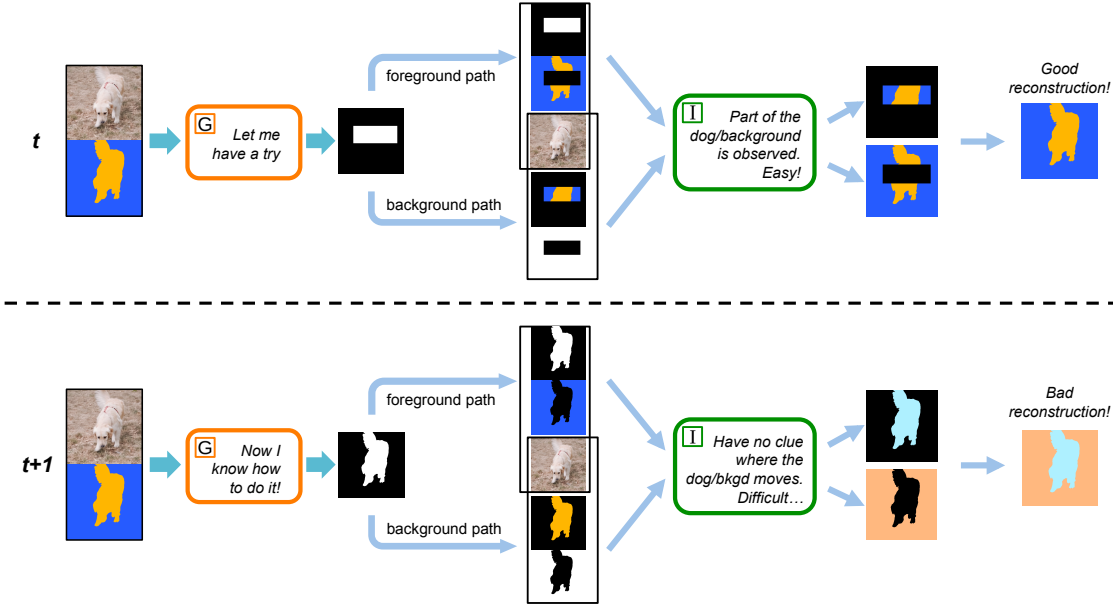 t
G
Let me
have a try
foreground path
background path
I
Part of the
dog/background
is observed.
Easy!
Good
reconstruction!
t+1
G
Now I
know how
to do it!
foreground path
background path
I
Have no clue
where the
dog/bkgd moves.
Difficult…
Bad
reconstruction!